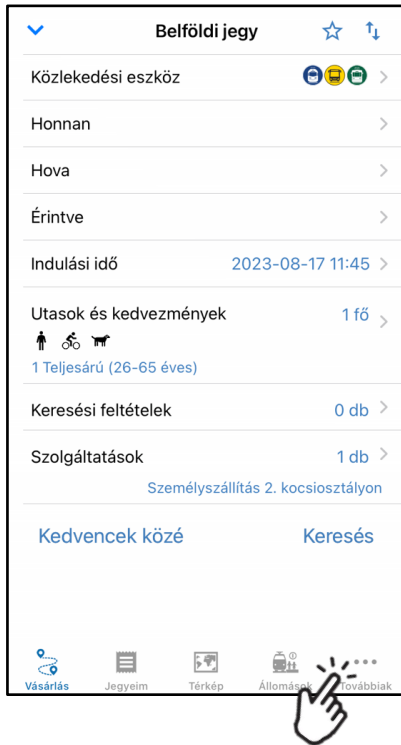 Belföldi jegy
Közlekedési eszköz
Honnan
Hova
Érintve
Indulási idő 2023-08-17 11:45
Utasok és kedvezmények 1 fő
1 Teljesárú (26-65 éves)
Keresési feltételek 0 db
Szolgáltatások 1 db
Személyszállítás 2. kocsiosztályon
Kedvencek közé Keresés
Vásárlás Jegyeim Térkép Állomások Továbbiak